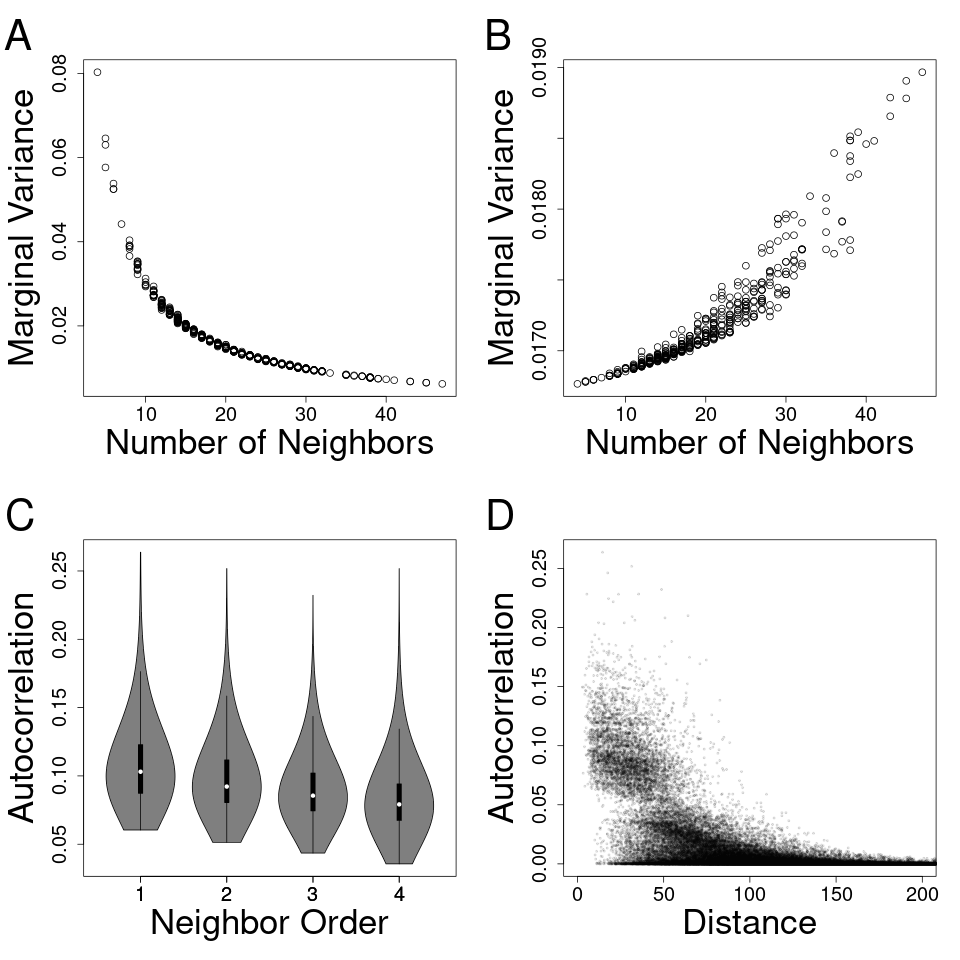 A
Marginal Variance
0.08
0.06
0.04
0.02
10 20 30 40
Number of Neighbors
B
Marginal Variance
0.0190
0.0180
0.0170
10 20 30 40
Number of Neighbors
C
Autocorrelation
0.25
0.20
0.15
0.10
0.05
1 2 3 4
Neighbor Order
D
Autocorrelation
0.25
0.20
0.15
0.10
0.05
0.00
0 50 100 150 200
Distance